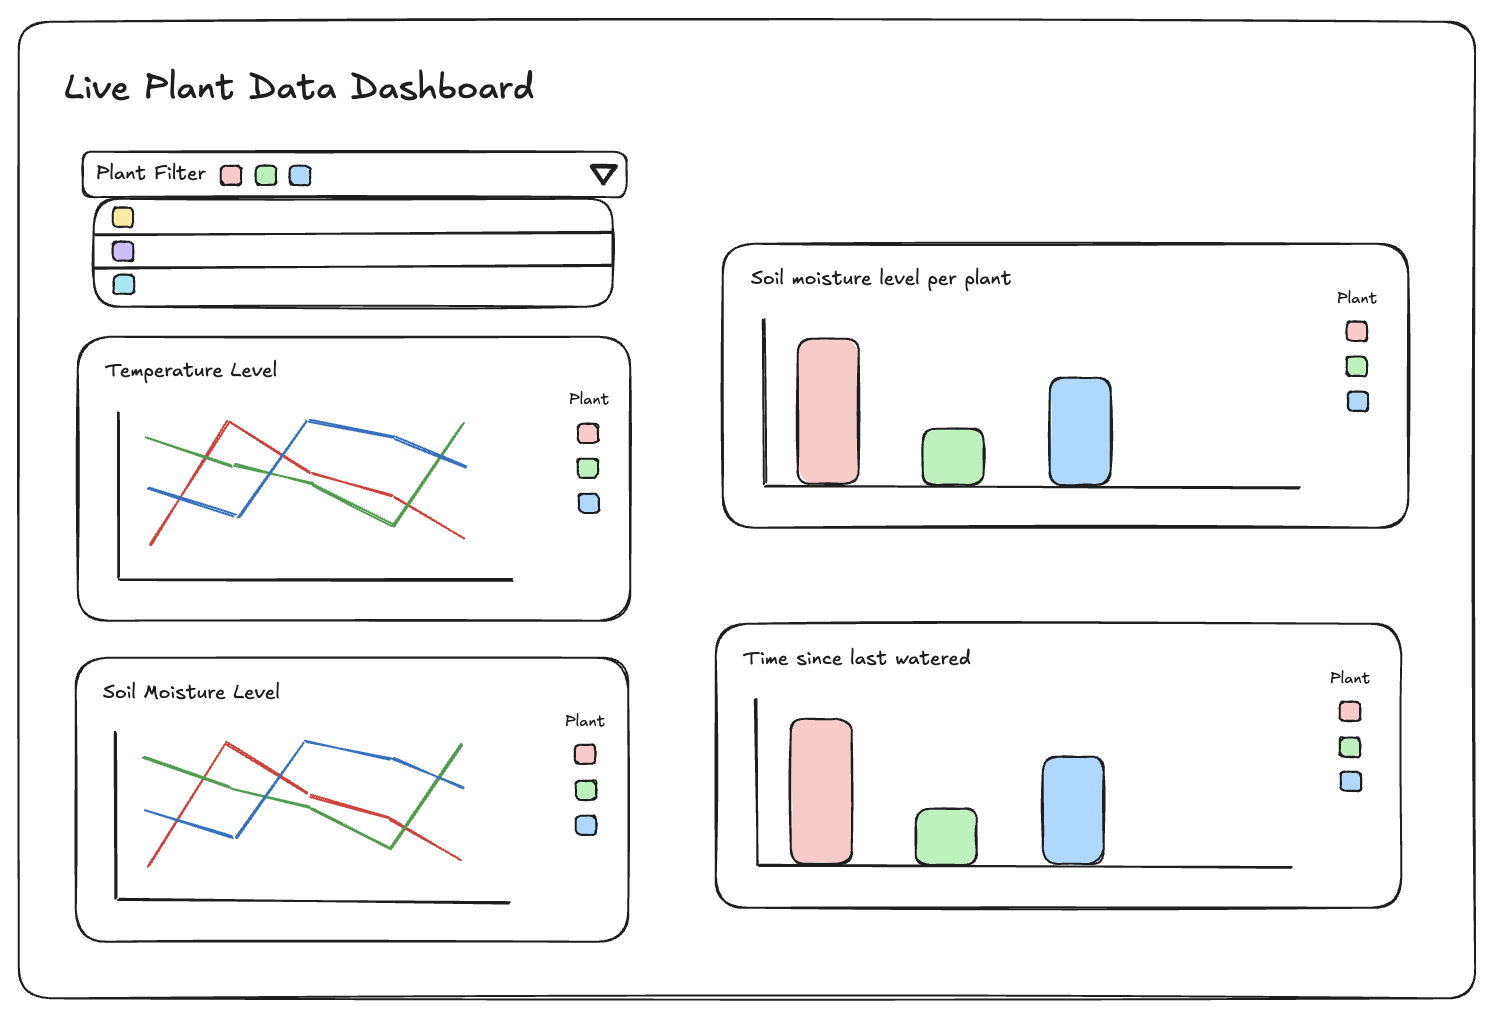 Live Plant Data Dashboard
Plant Filter
Temperature Level
Plant
Soil Moisture Level
Plant
Soil moisture level per plant
Plant
Time since last watered
Plant